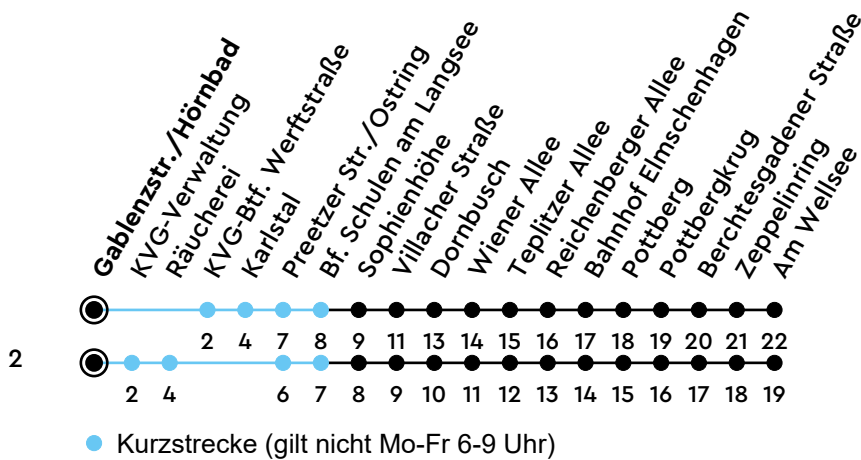 Gablenzstr./Hörnbad
KVG-Verwaltung
Räucherei
KVG-Btf. Werftstraße
Karlstal
Preetzer Str./Ostring
Bf. Schulen am Langsee
Sophienhöhe
Villacher Straße
Dornbusch
Wiener Allee
Teplitzer Allee
Reichenberger Allee
Bahnhof Elmschenhagen
Pottberg
Pottbergkrug
Berchtesgadener Straße
Zeppelinring
Am Wellsee
2 4 7 8 9 11 13 14 15 16 17 18 19 20 21 22
2
2 4 6 7 8 9 10 11 12 13 14 15 16 17 18 19
Kurzstrecke (gilt nicht Mo-Fr 6-9 Uhr)